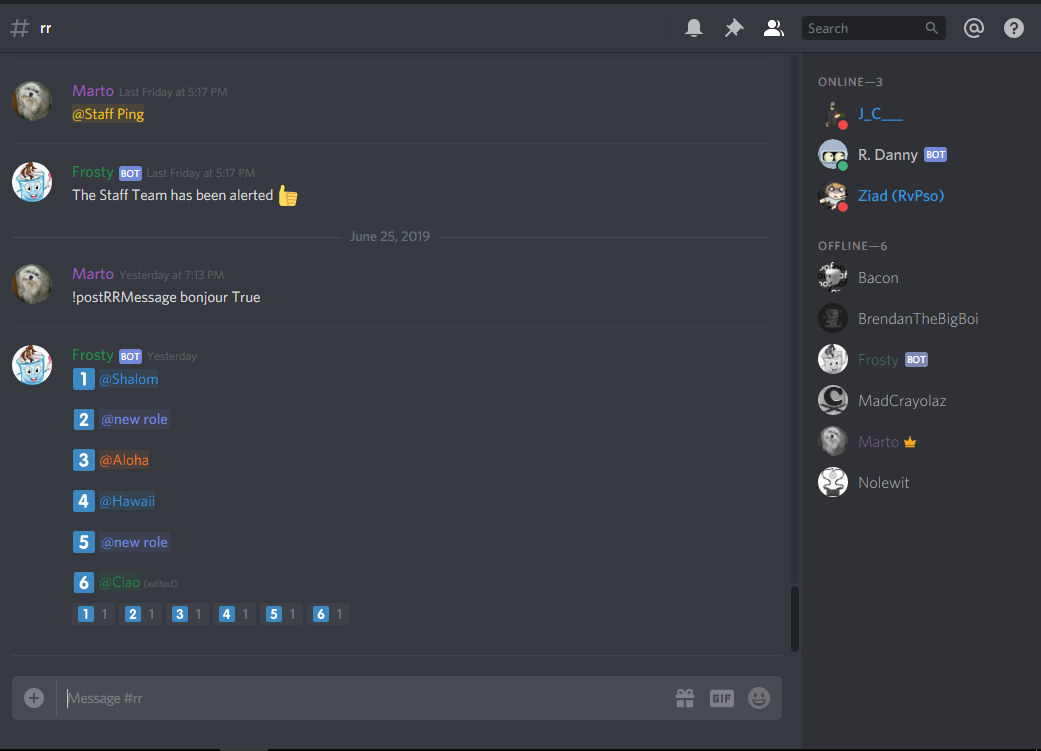 # rr
Search
Marto Last Friday at 5:17 PM
@Staff Ping
Frosty BOT Last Friday at 5:17 PM
The Staff Team has been alerted
June 25, 2019
Marto Yesterday at 7:13 PM
!postRRMessage bonjour True
Frosty BOT Yesterday
1 @Shalom
2 @new role
3 @Aloha
4 @Hawaii
5 @new role
6 @Ciao (edited)
1 1 2 1 3 1 4 1 5 1 6 1
Message #rr
GIF
ONLINE—3
J_C___
R. Danny BOT
Ziad (RvPso)
OFFLINE—6
Bacon
BrendanTheBigBoi
Frosty BOT
MadCrayolaz
Marto
Nolewit